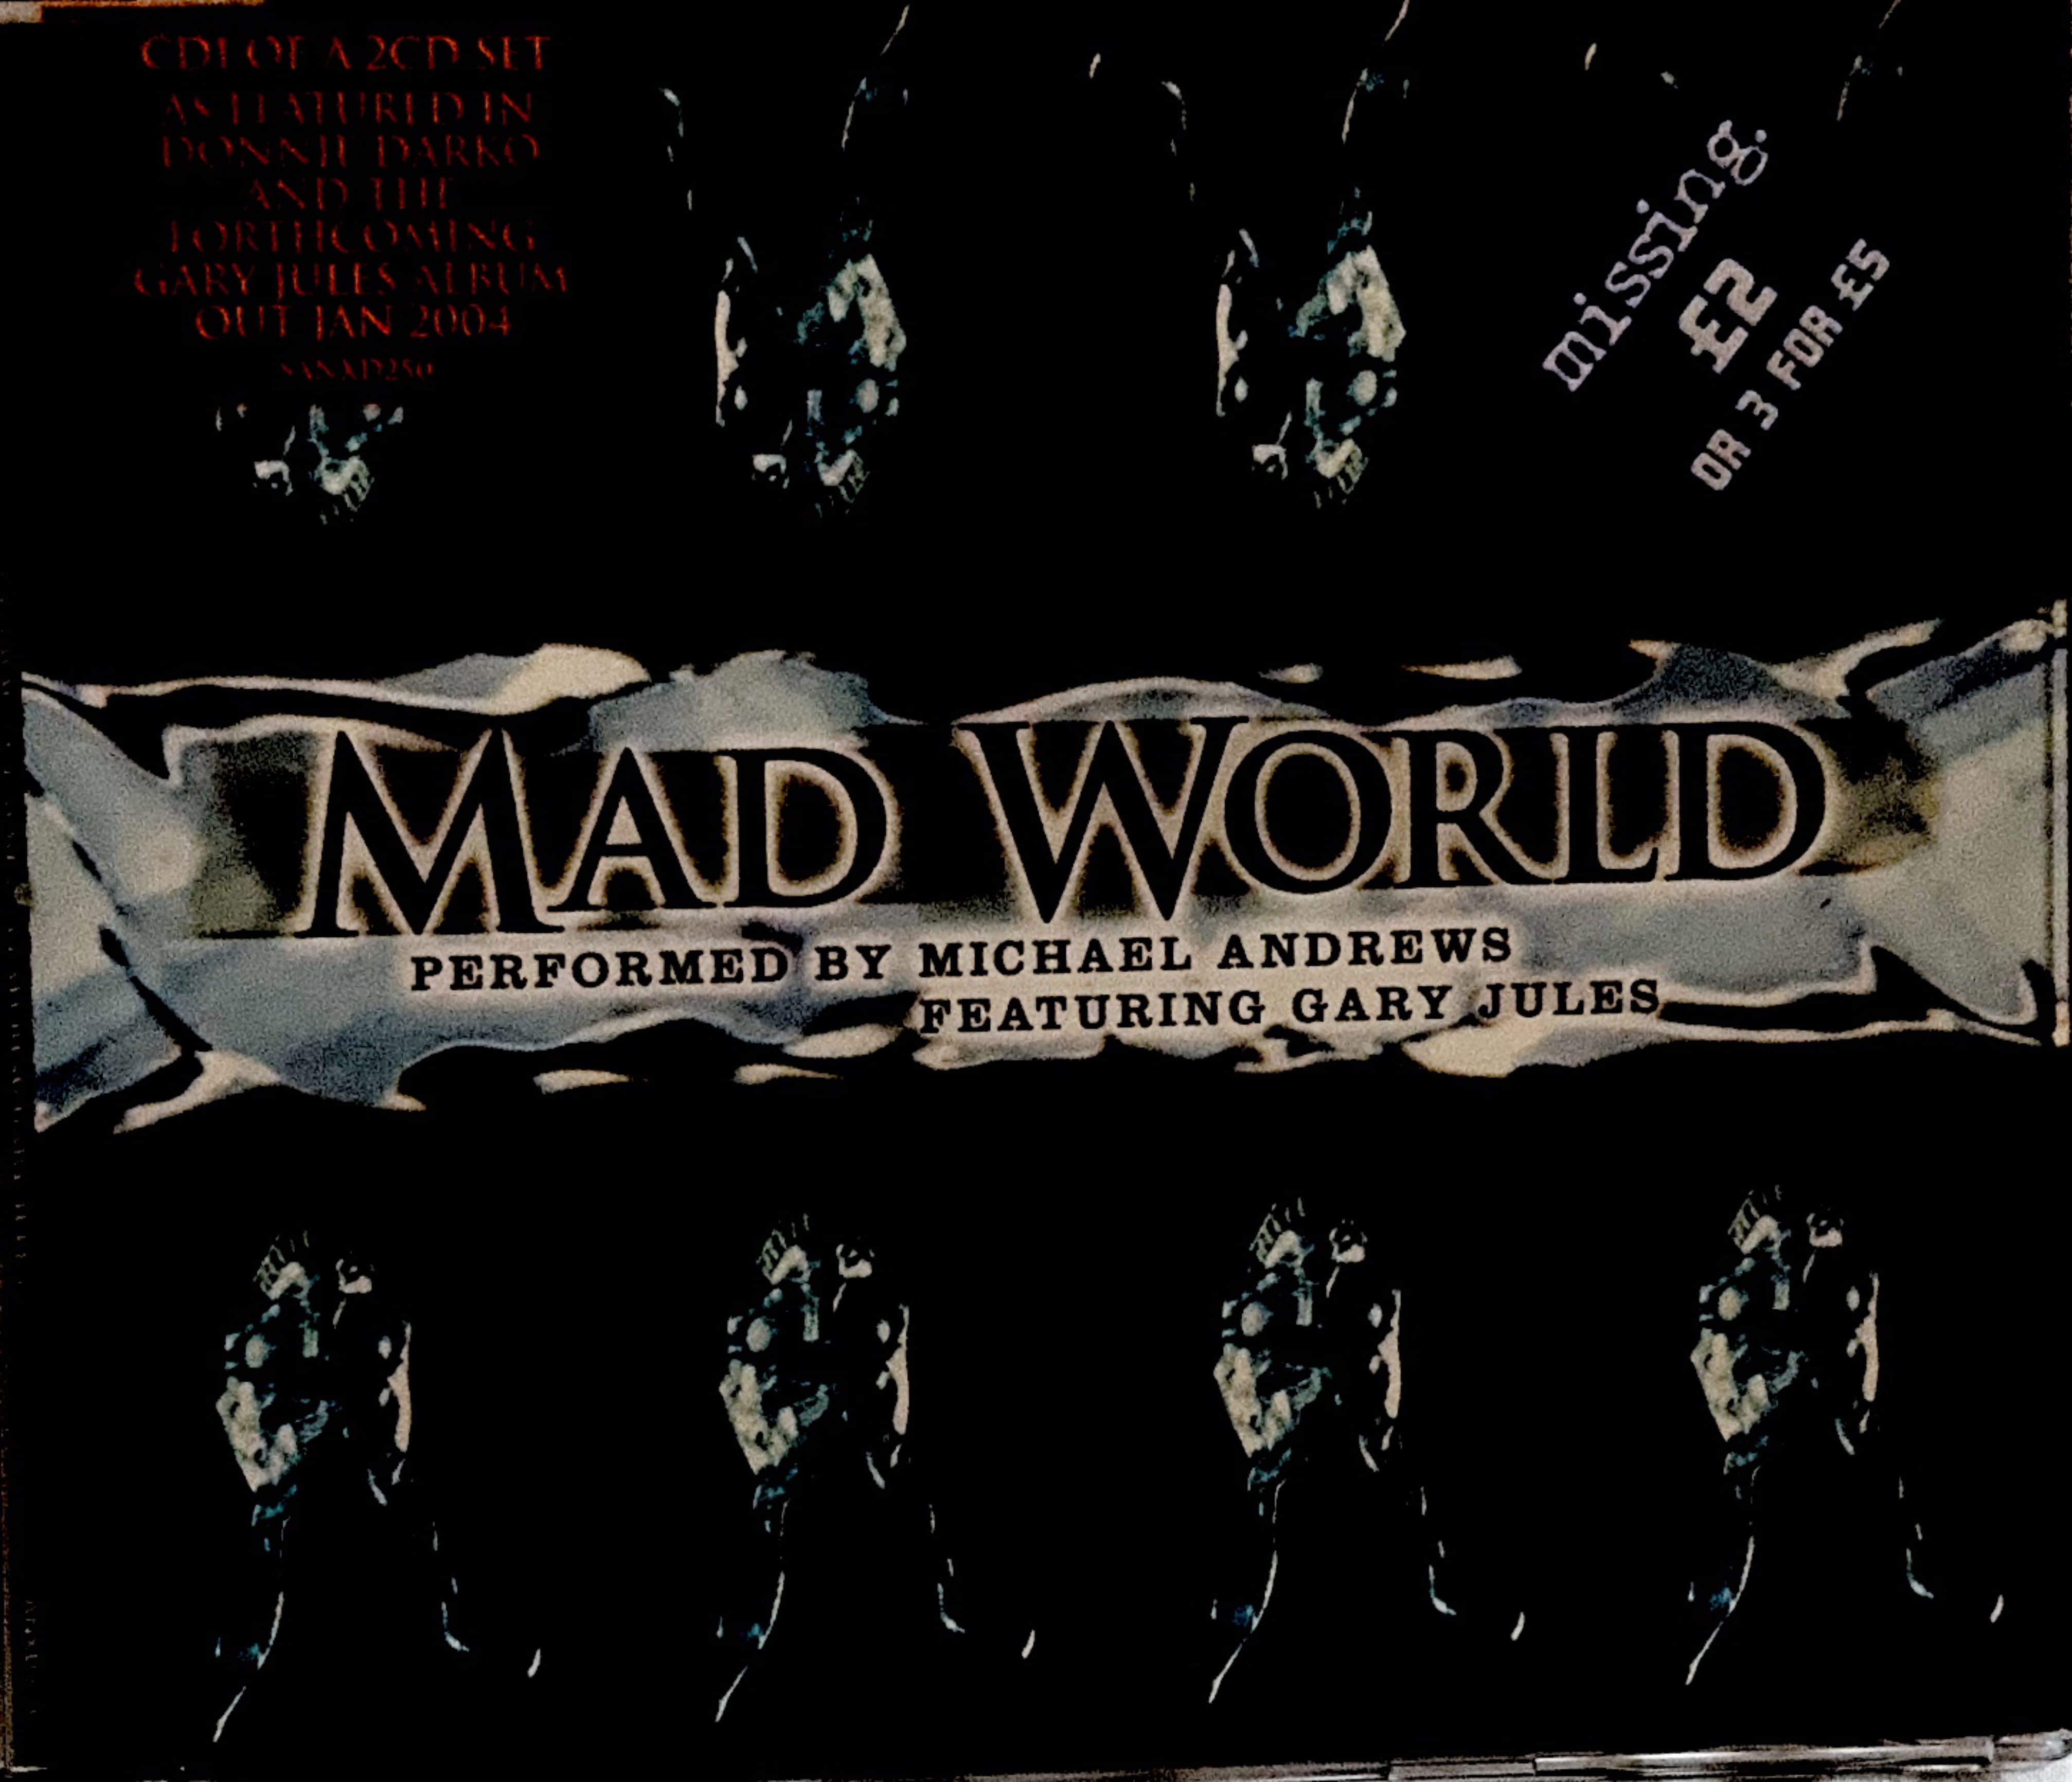 CD1 OF A 2CD SET
AS FEATURED IN
DONNIE DARKO
AND THE
FORTHCOMING
GARY JULES ALBUM
OUT JAN 2004
SANXD250
missing.
£2
OR 3 FOR £5
MAD WORLD
PERFORMED BY MICHAEL ANDREWS
FEATURING GARY JULES